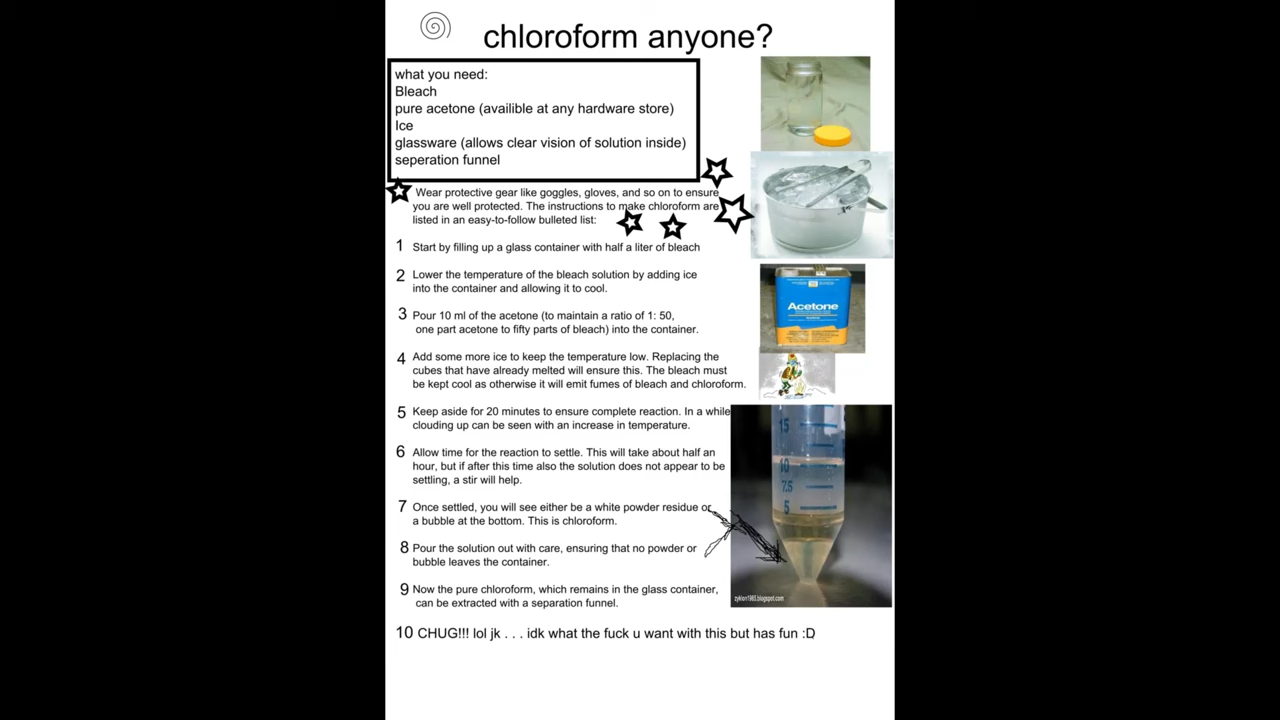 chloroform anyone?
what you need:
Bleach
pure acetone (availible at any hardware store)
Ice
glassware (allows clear vision of solution inside)
seperation funnel
Wear protective gear like goggles, gloves, and so on to ensure
you are well protected. The instructions to make chloroform are
listed in an easy-to-follow bulleted list:
1 Start by filling up a glass container with half a liter of bleach
2 Lower the temperature of the bleach solution by adding ice
into the container and allowing it to cool.
3 Pour 10 ml of the acetone (to maintain a ratio of 1: 50,
one part acetone to fifty parts of bleach) into the container.
4 Add some more ice to keep the temperature low. Replacing the
cubes that have already melted will ensure this. The bleach must
be kept cool as otherwise it will emit fumes of bleach and chloroform.
5 Keep aside for 20 minutes to ensure complete reaction. In a while
clouding up can be seen with an increase in temperature.
6 Allow time for the reaction to settle. This will take about half an
hour, but if after this time also the solution does not appear to be
settling, a stir will help.
7 Once settled, you will see either be a white powder residue or
a bubble at the bottom. This is chloroform.
8 Pour the solution out with care, ensuring that no powder or
bubble leaves the container.
9 Now the pure chloroform, which remains in the glass container,
can be extracted with a separation funnel.
10 CHUG!!! lol jk . . . idk what the fuck u want with this but has fun :D
Acetone
15
10
7.5
5
zyklon1985.blogspot.com